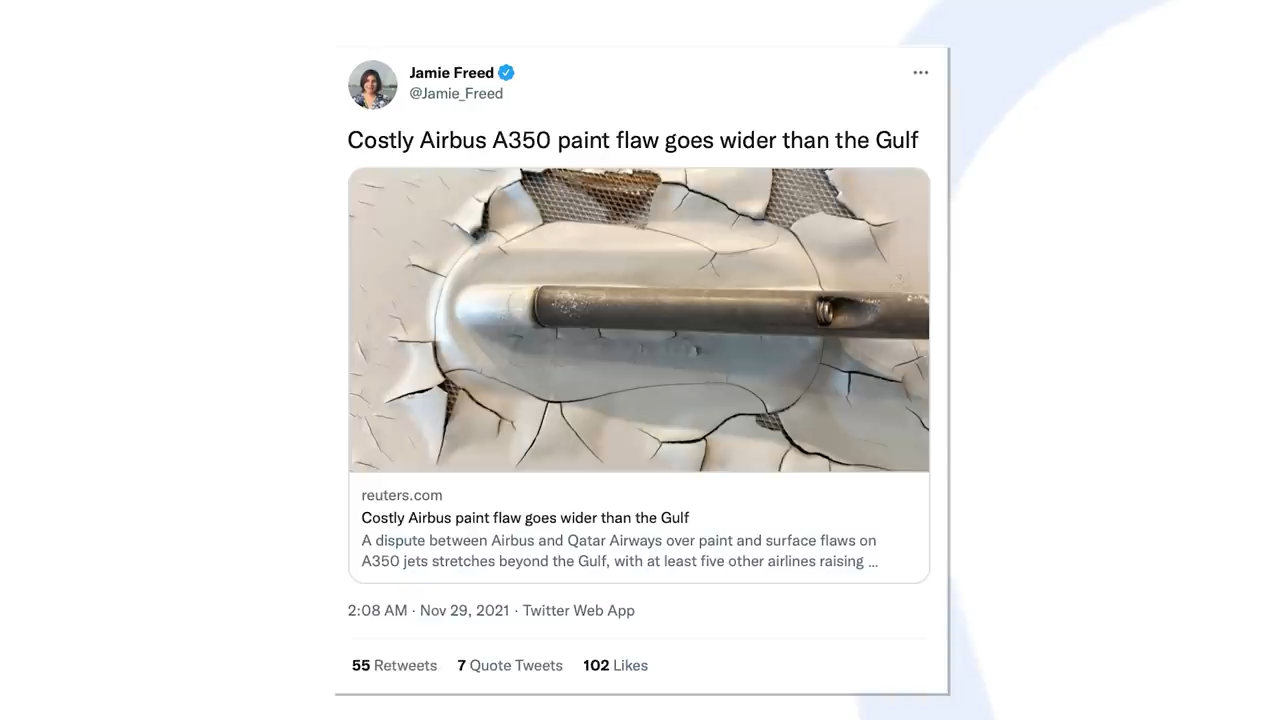 Jamie Freed
@Jamie_Freed
Costly Airbus A350 paint flaw goes wider than the Gulf
reuters.com
Costly Airbus paint flaw goes wider than the Gulf
A dispute between Airbus and Qatar Airways over paint and surface flaws on
A350 jets stretches beyond the Gulf, with at least five other airlines raising ...
2:08 AM · Nov 29, 2021 · Twitter Web App
55 Retweets 7 Quote Tweets 102 Likes